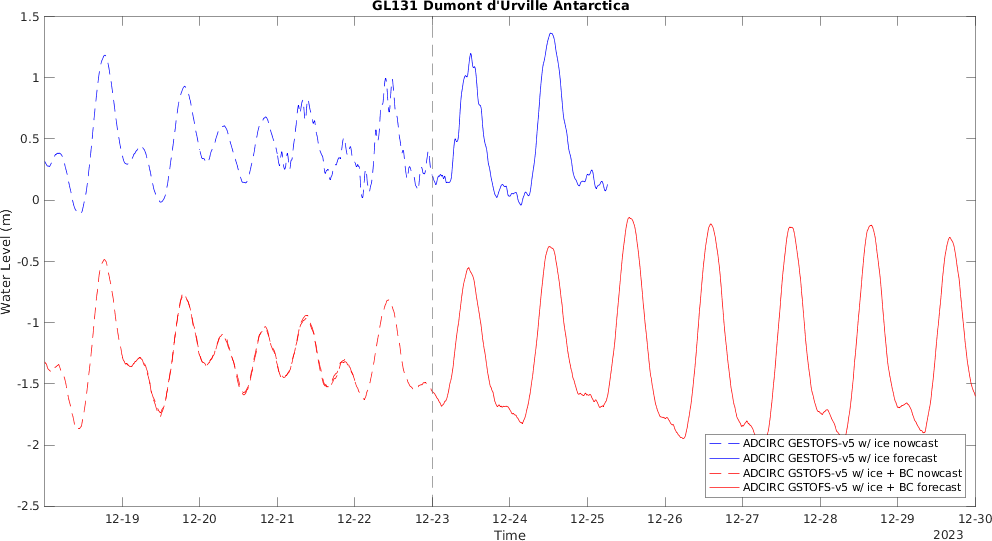 GL131 Dumont d'Urville Antarctica
1.5
1
0.5
0
-0.5
-1
-1.5
-2
-2.5
Water Level (m)
ADCIRC GESTOFS-v5 w/ ice nowcast
ADCIRC GESTOFS-v5 w/ ice forecast
ADCIRC GSTOFS-v5 w/ ice + BC nowcast
ADCIRC GSTOFS-v5 w/ ice + BC forecast
12-19 12-20 12-21 12-22 12-23 12-24 12-25 12-26 12-27 12-28 12-29 12-30
Time
2023